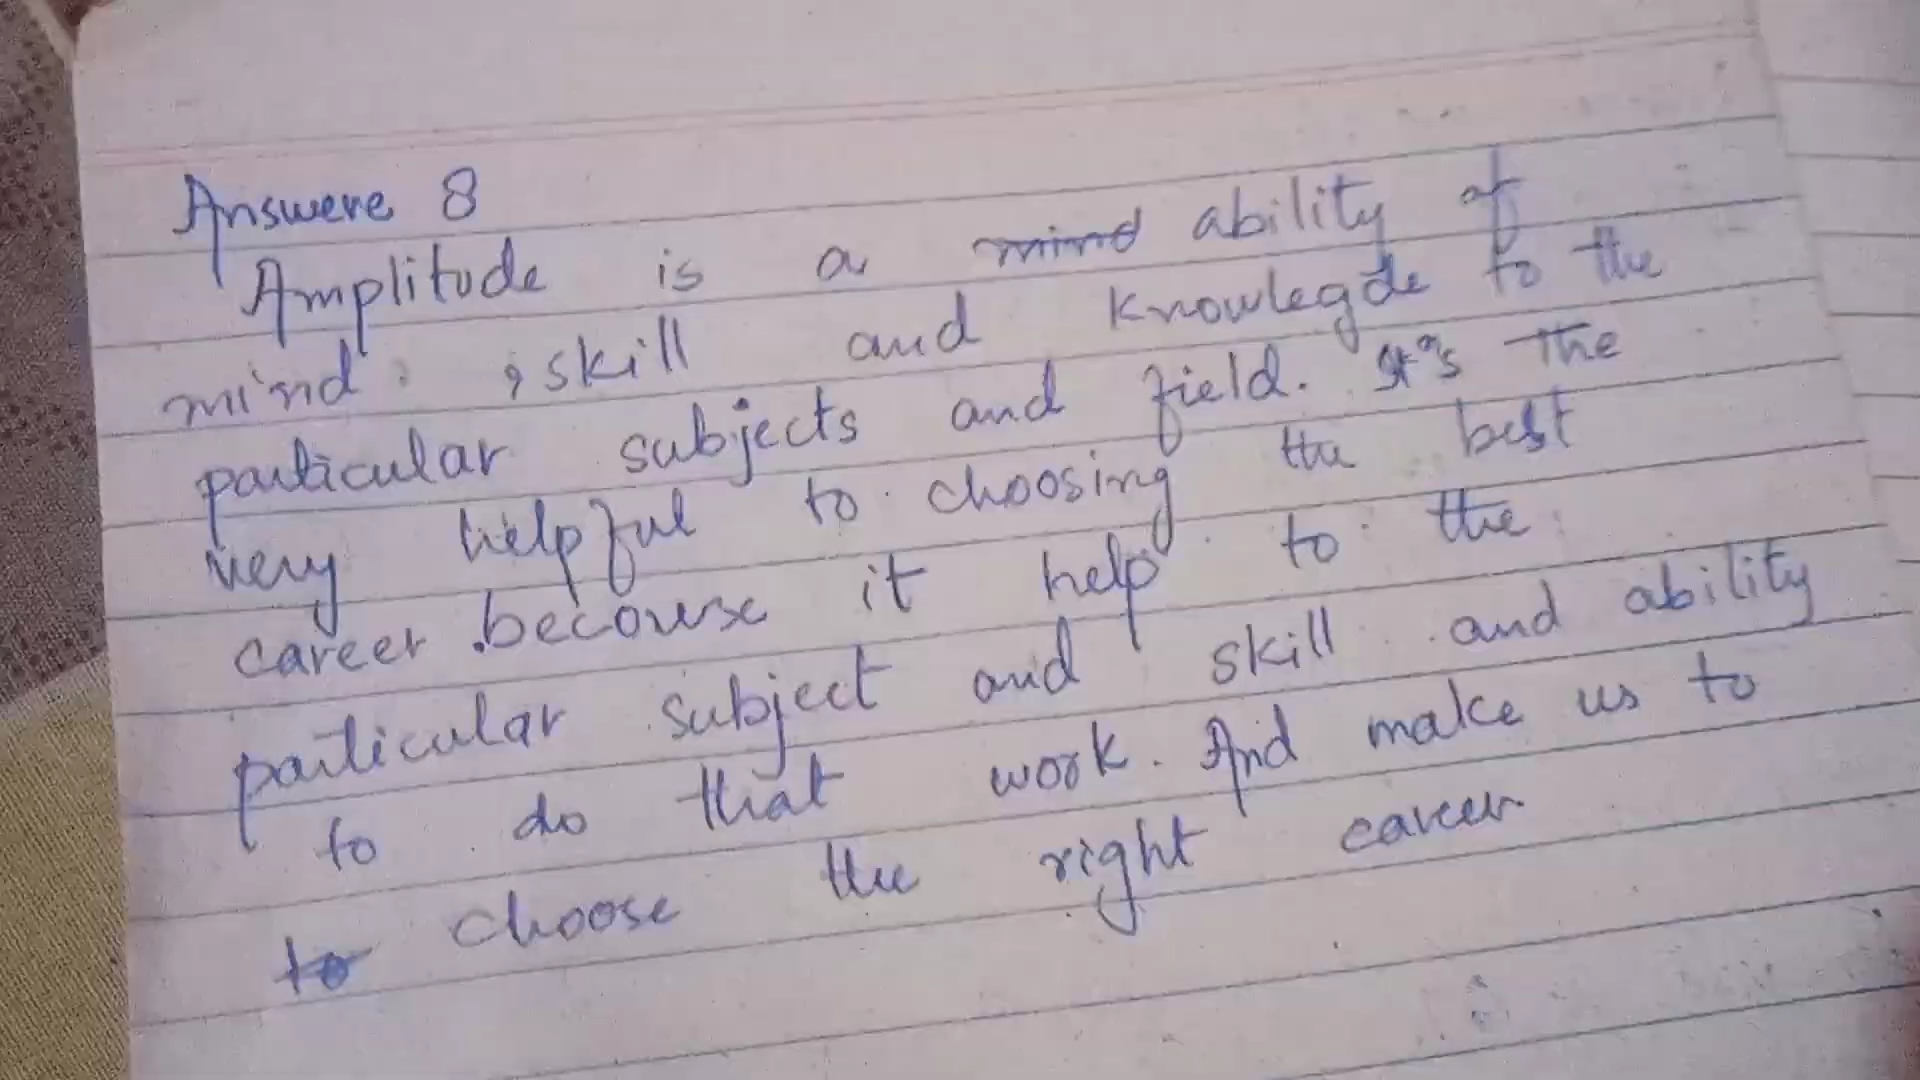 Answere 8
Amplitude is a mind ability of
mind , skill and knowlegde to the
particular subjects and field. It's the
very helpful to choosing the best
career. becouse it help to the
particular subject and skill and ability
to do that work. And make us to
to choose the right career